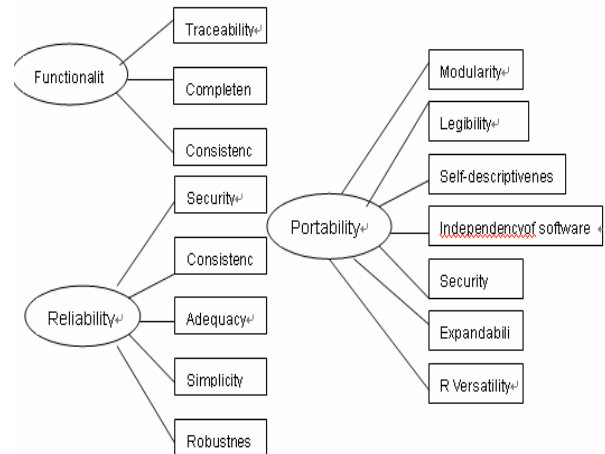 Functionalit
Traceability↵
Completen
Consistenc
Reliability↵
Security↵
Consistenc
Adequacy↵
Simplicity
Robustnes
Portability↵
Modularity↵
Legibility↵
Self-descriptivenes
Independencyof software ↵
Security
Expandabili
R Versatility↵